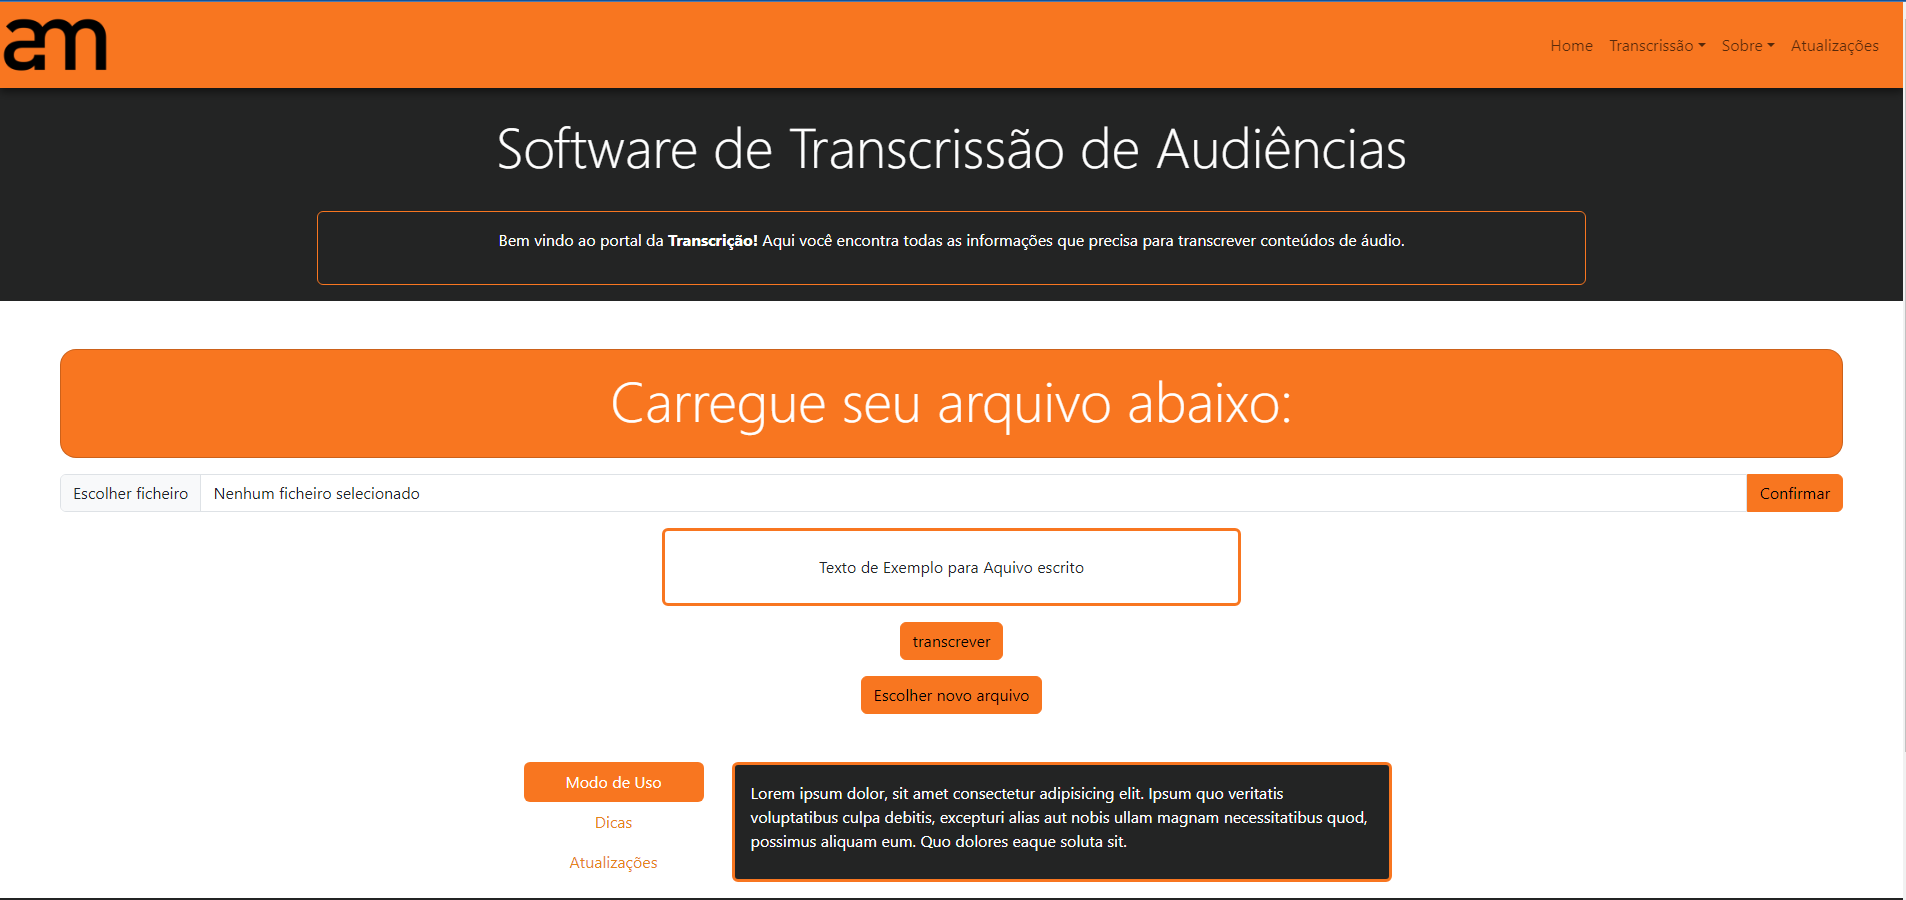 am
Home Transcrissão Sobre Atualizações
Software de Transcrissão de Audiências
Bem vindo ao portal da Transcrição! Aqui você encontra todas as informações que precisa para transcrever conteúdos de áudio.
Carregue seu arquivo abaixo:
Escolher ficheiro Nenhum ficheiro selecionado Confirmar
Texto de Exemplo para Aquivo escrito
transcrever
Escolher novo arquivo
Modo de Uso
Dicas
Atualizações
Lorem ipsum dolor, sit amet consectetur adipisicing elit. Ipsum quo veritatis
voluptatibus culpa debitis, excepturi alias aut nobis ullam magnam necessitatibus quod,
possimus aliquam eum. Quo dolores eaque soluta sit.